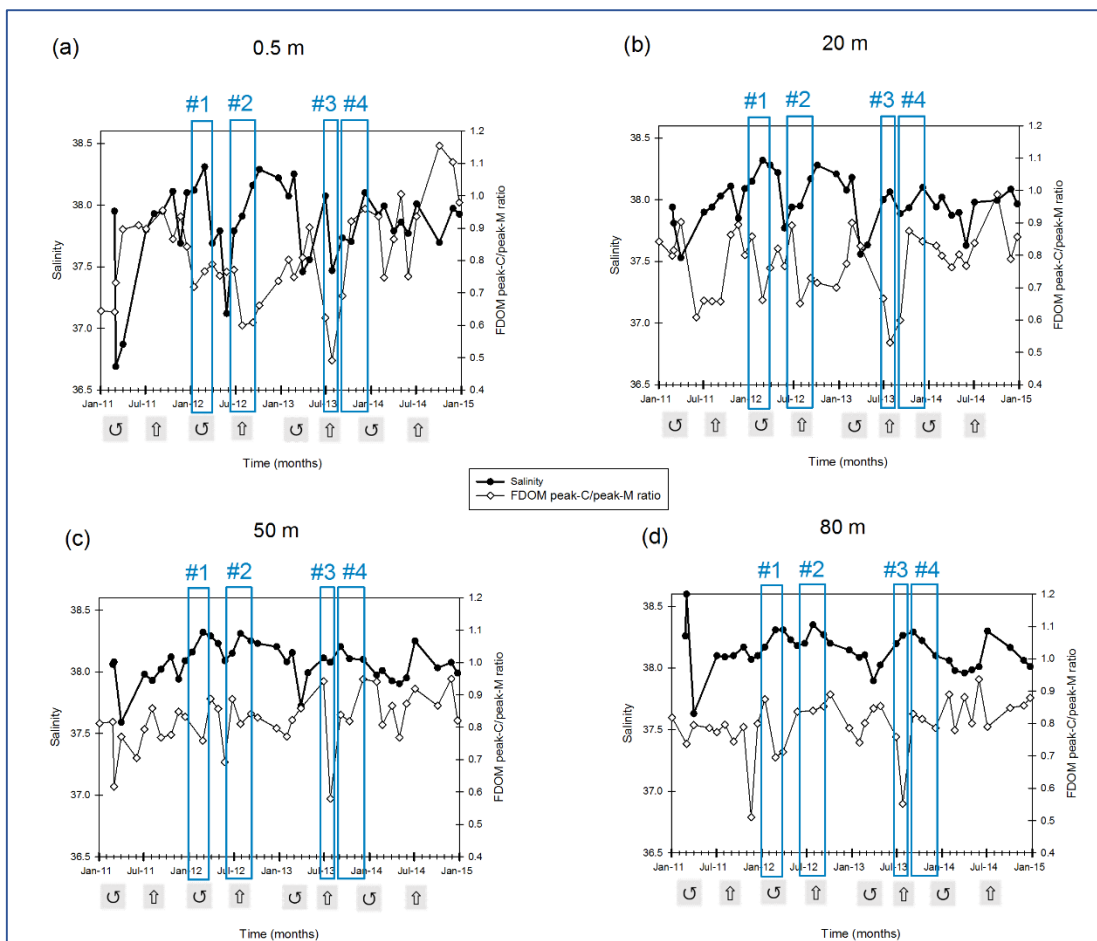 (a)
0.5 m
(b)
20 m
#1
#2
#3
#4
38.5
38.0
37.5
37.0
36.5
Salinity
1.2
1.1
1.0
0.9
0.8
0.7
0.6
0.5
0.4
FDOM peak-C/peak-M ratio
Jan-11
Jul-11
Jan-12
Jul-12
Jan-13
Jul-13
Jan-14
Jul-14
Jan-15
Time (months)
#1
#2
#3
#4
38.5
38.0
37.5
37.0
36.5
Salinity
1.2
1.1
1.0
0.9
0.8
0.7
0.6
0.5
0.4
FDOM peak-C/peak-M ratio
Jan-11
Jul-11
Jan-12
Jul-12
Jan-13
Jul-13
Jan-14
Jul-14
Jan-15
Time (months)
Salinity
FDOM peak-C/peak-M ratio
(c)
50 m
(d)
80 m
#1
#2
#3
#4
38.5
38.0
37.5
37.0
36.5
Salinity
1.2
1.1
1.0
0.9
0.8
0.7
0.6
0.5
0.4
FDOM peak-C/peak-M ratio
Jan-11
Jul-11
Jan-12
Jul-12
Jan-13
Jul-13
Jan-14
Jul-14
Jan-15
Time (months)
#1
#2
#3
#4
38.5
38.0
37.5
37.0
36.5
Salinity
1.2
1.1
1.0
0.9
0.8
0.7
0.6
0.5
0.4
FDOM peak-C/peak-M ratio
Jan-11
Jul-11
Jan-12
Jul-12
Jan-13
Jul-13
Jan-14
Jul-14
Jan-15
Time (months)